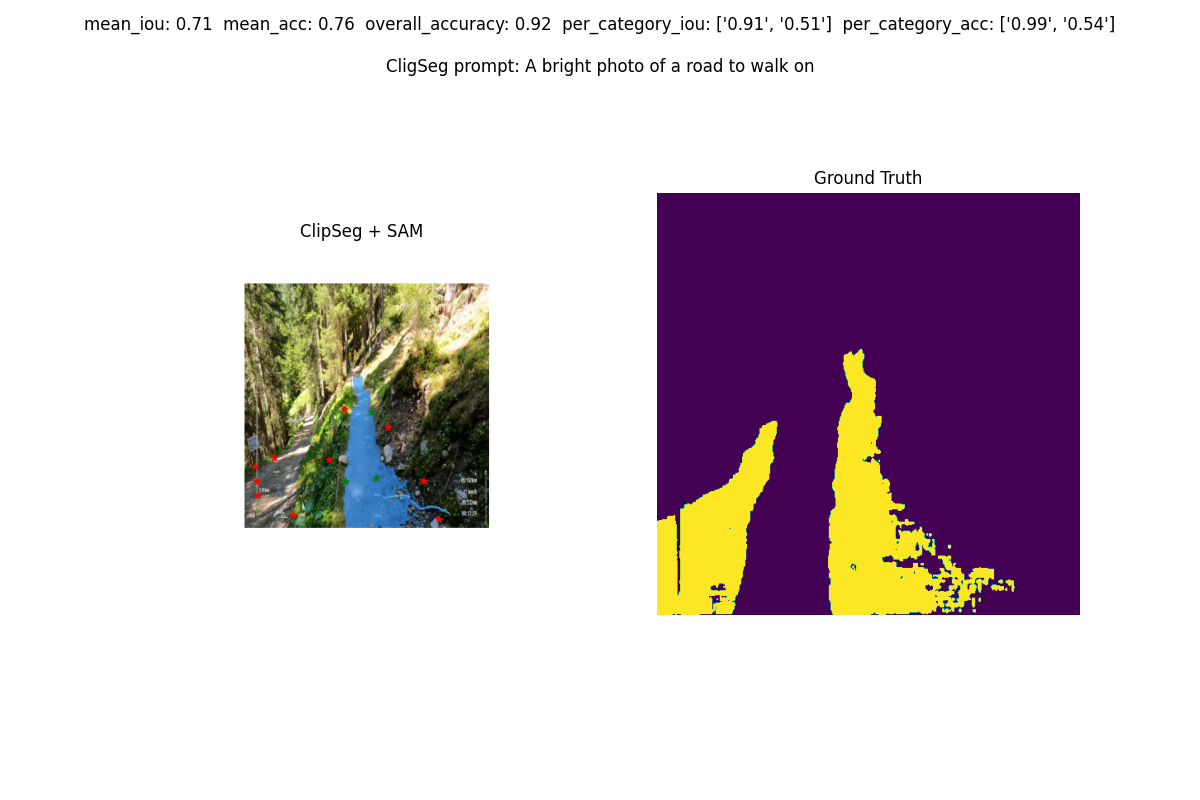 mean_iou: 0.71  mean_acc: 0.76  overall_accuracy: 0.92  per_category_iou: ['0.91', '0.51']  per_category_acc: ['0.99', '0.54']
CligSeg prompt: A bright photo of a road to walk on
Ground Truth
ClipSeg + SAM